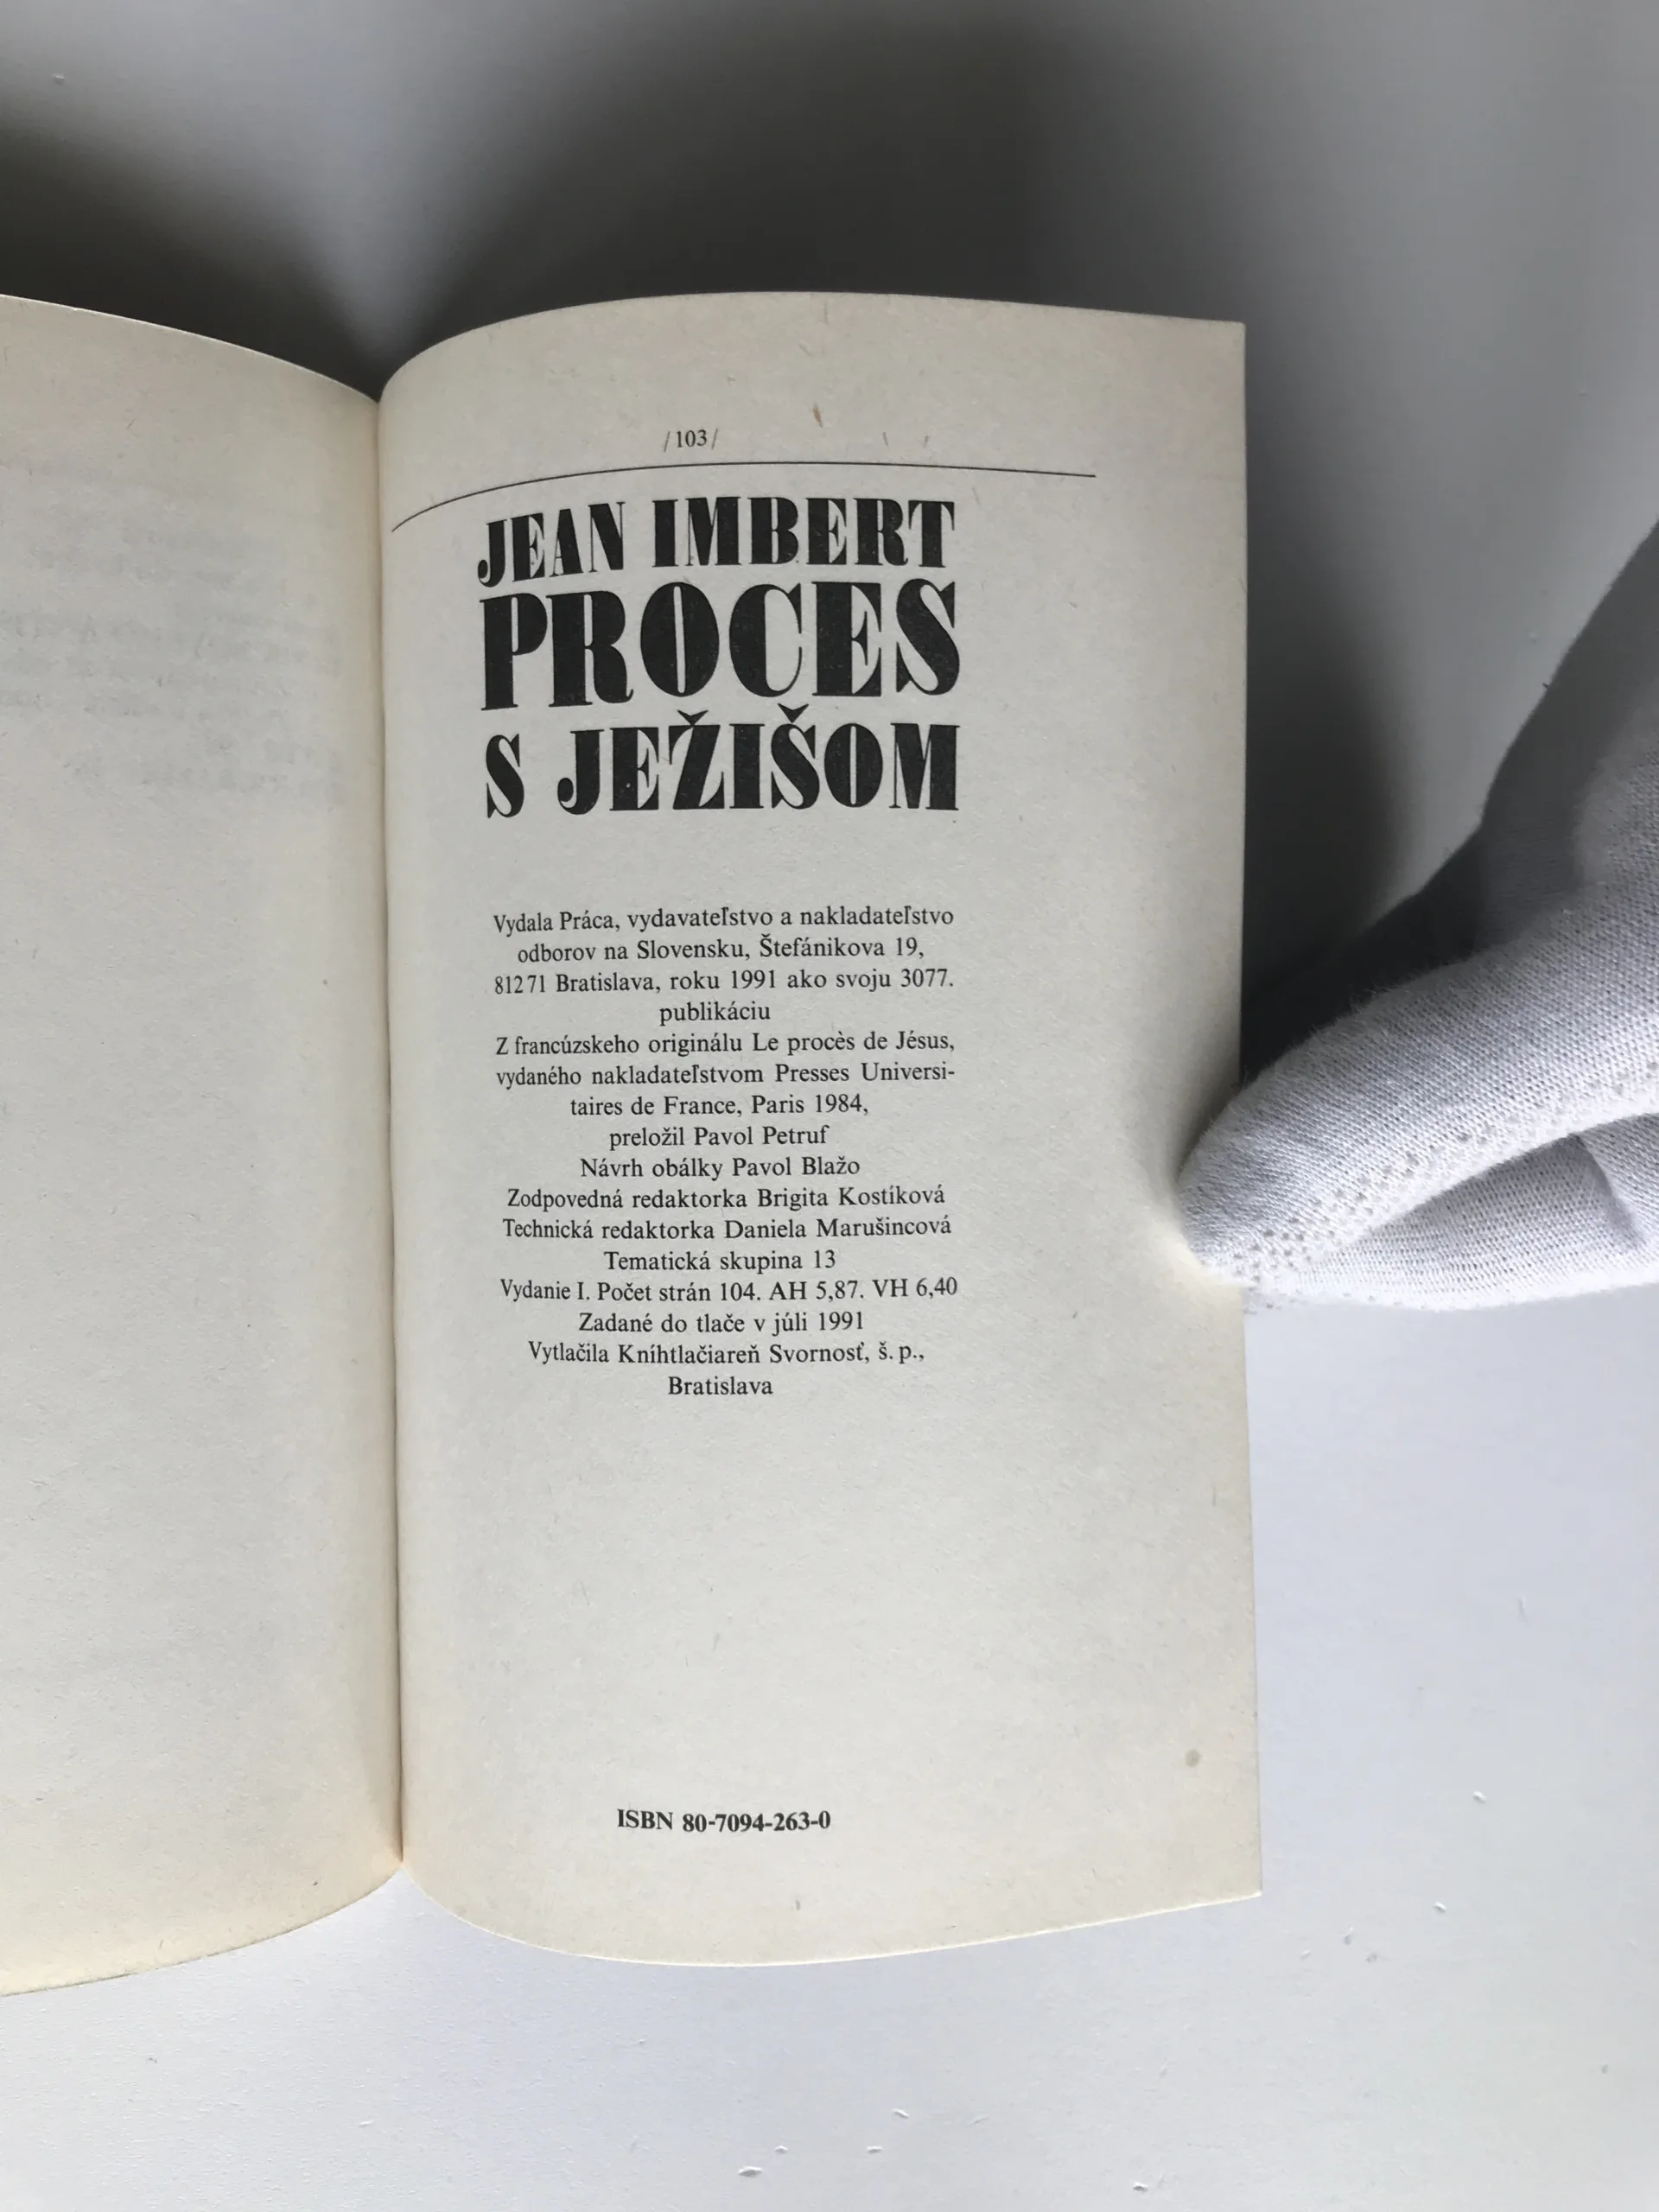 /103/
JEAN IMBERT
PROCES
S JEŽIŠOM
Vydala Práca, vydavateľstvo a nakladateľstvo
odborov na Slovensku, Štefánikova 19,
812 71 Bratislava, roku 1991 ako svoju 3077.
publikáciu
Z francúzskeho originálu Le procès de Jésus,
vydaného nakladateľstvom Presses Universi-
taires de France, Paris 1984,
preložil Pavol Petruf
Návrh obálky Pavol Blažo
Zodpovedná redaktorka Brigita Kostíková
Technická redaktorka Daniela Marušincová
Tematická skupina 13
Vydanie I. Počet strán 104. AH 5,87. VH 6,40
Zadané do tlače v júli 1991
Vytlačila Kníhtlačiareň Svornosť, š. p.,
Bratislava
ISBN 80-7094-263-0